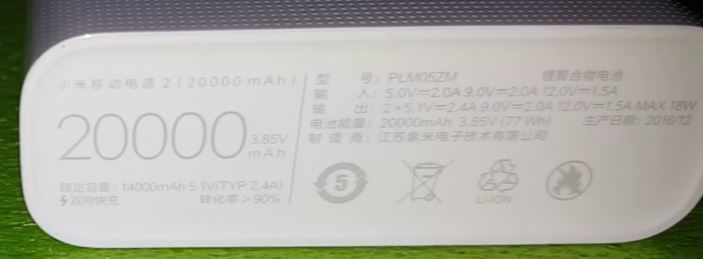 小米移动电源 2 (20000 mAh)
20000
3.85V
mAh
额定容量: 14000mAh 5.1V(TYP 2.4A)
双向快充 转化率 > 90%
型 号: PLM05ZM 锂聚合物电池
输 入: 5.0V⎓2.0A 9.0V⎓2.0A 12.0V⎓1.5A
输 出: 2×5.1V⎓2.4A 9.0V⎓2.0A 12.0V⎓1.5A MAX 18W
电池能量: 20000mAh 3.85V (77 Wh) 生产日期: 2016/12
制 造 商: 江苏紫米电子技术有限公司
5
LI-ION